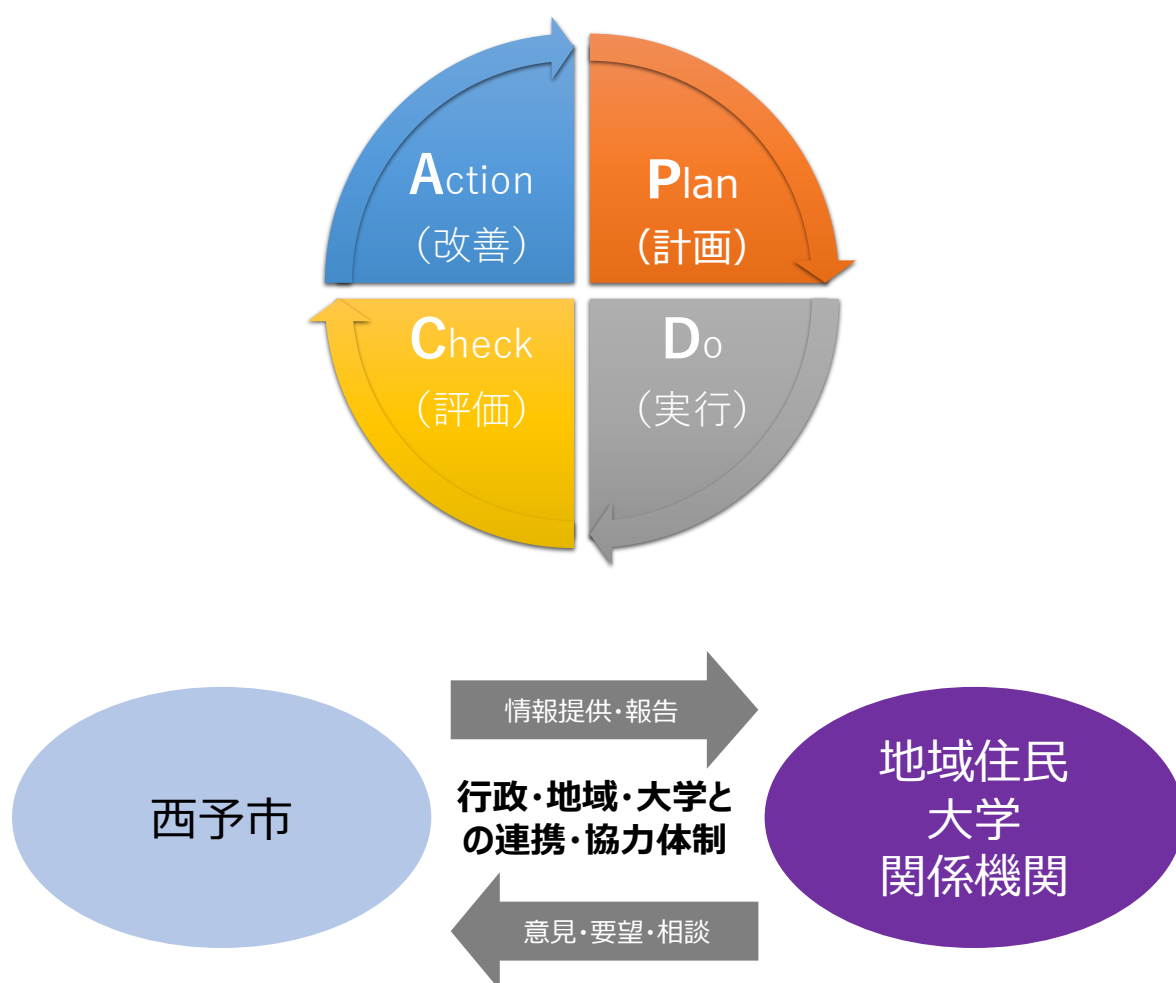 Action
（改善）
Plan
（計画）
Check
（評価）
Do
（実行）
情報提供・報告
西予市
行政・地域・大学と
の連携・協力体制
地域住民
大学
関係機関
意見・要望・相談